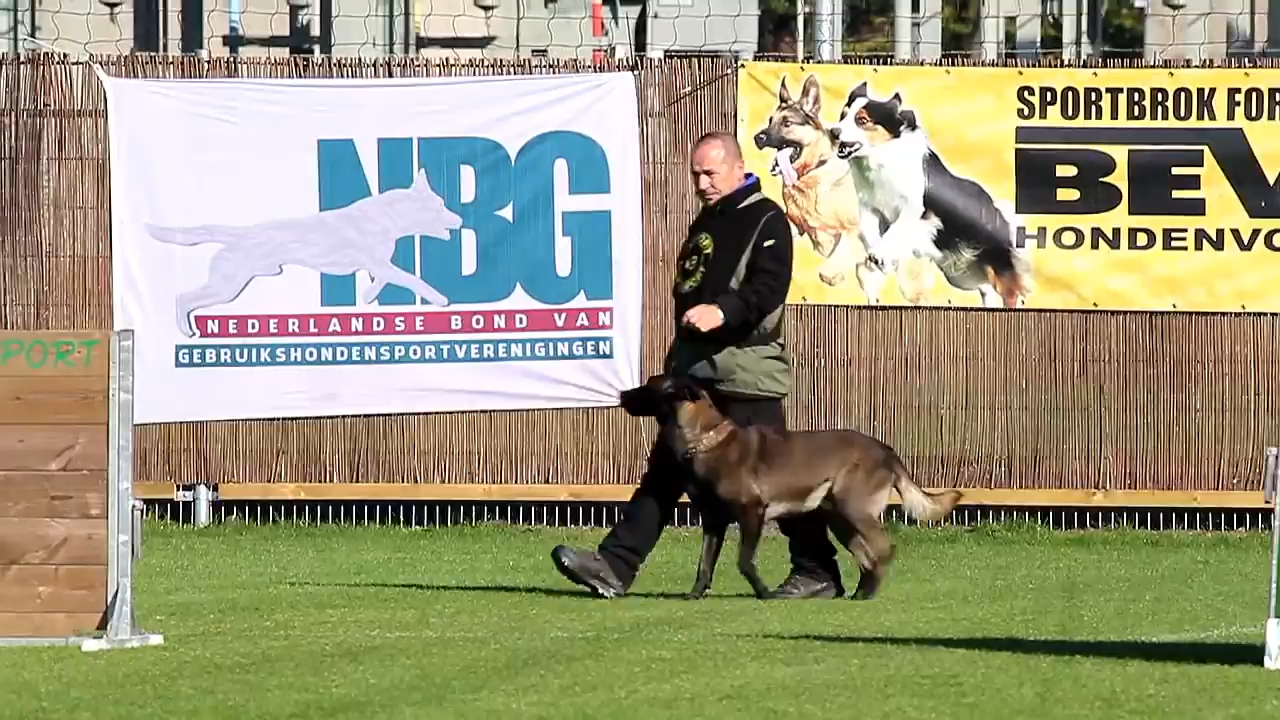 NBG
NEDERLANDSE BOND VAN
GEBRUIKSHONDENSPORTVERENIGINGEN
SPORTBROK FOR
BEV
HONDENVO
PORT